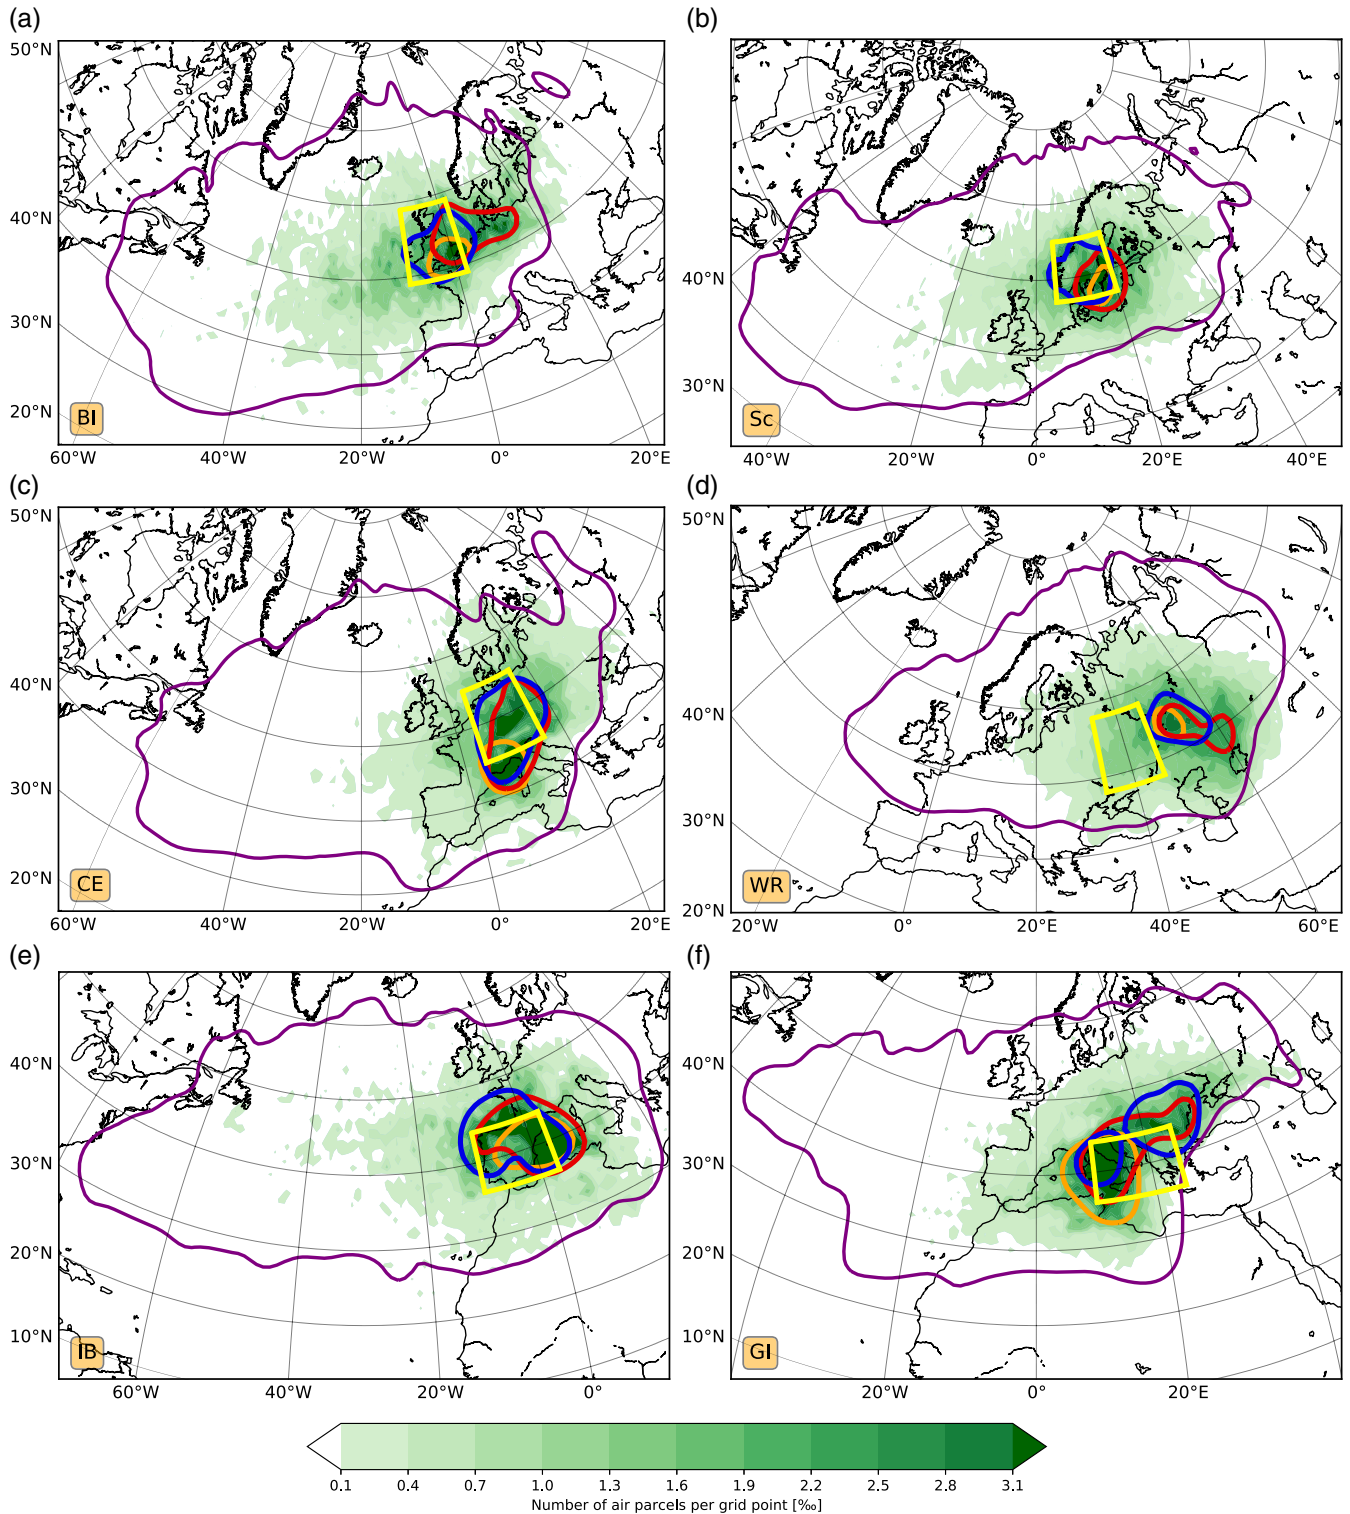 (a)
50°N
40°N
30°N
20°N
BI
60°W 40°W 20°W 0° 20°E
(b)
50°N
40°N
30°N
Sc
40°W 20°W 0° 20°E 40°E
(c)
50°N
40°N
30°N
20°N
CE
60°W 40°W 20°W 0° 20°E
(d)
50°N
40°N
30°N
20°N
WR
20°W 0° 20°E 40°E 60°E
(e)
40°N
30°N
20°N
10°N
IB
60°W 40°W 20°W 0°
(f)
40°N
30°N
20°N
10°N
GI
20°W 0° 20°E
0.1 0.4 0.7 1.0 1.3 1.6 1.9 2.2 2.5 2.8 3.1
Number of air parcels per grid point [‰]